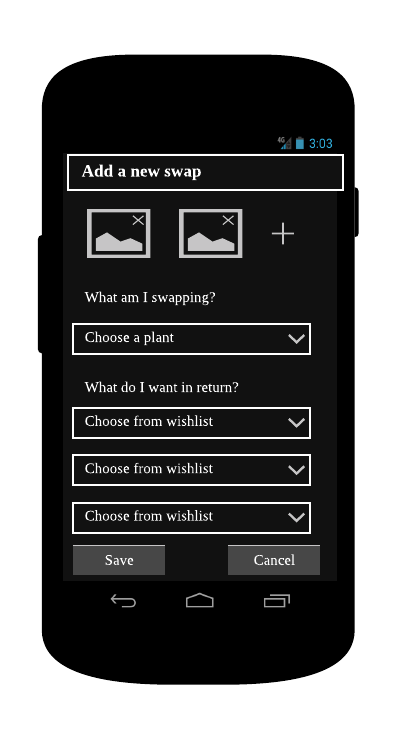 4G 3:03
Add a new swap
What am I swapping?
Choose a plant
What do I want in return?
Choose from wishlist
Choose from wishlist
Choose from wishlist
Save Cancel